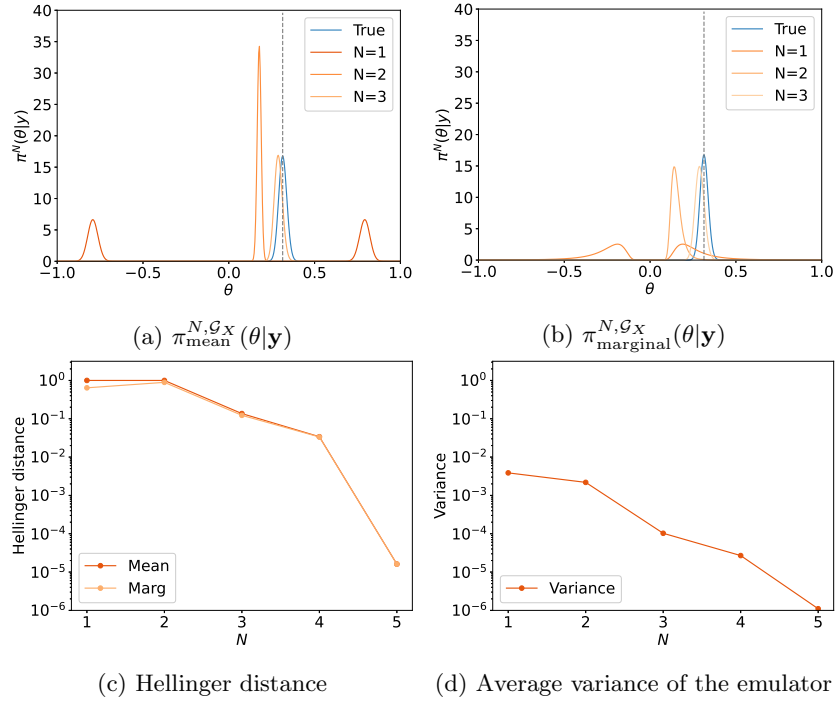 40
35
30
25
20
15
10
5
0
π^N(θ|y)
−1.0 −0.5 0.0 0.5 1.0
θ
True
N=1
N=2
N=3
(a) π_mean^{N,𝒢_X}(θ|𝐲)
40
35
30
25
20
15
10
5
0
π^N(θ|y)
−1.0 −0.5 0.0 0.5 1.0
θ
True
N=1
N=2
N=3
(b) π_marginal^{N,𝒢_X}(θ|𝐲)
10^0
10^−1
10^−2
10^−3
10^−4
10^−5
10^−6
Hellinger distance
1 2 3 4 5
N
Mean
Marg
(c) Hellinger distance
10^0
10^−1
10^−2
10^−3
10^−4
10^−5
10^−6
Variance
1 2 3 4 5
N
Variance
(d) Average variance of the emulator